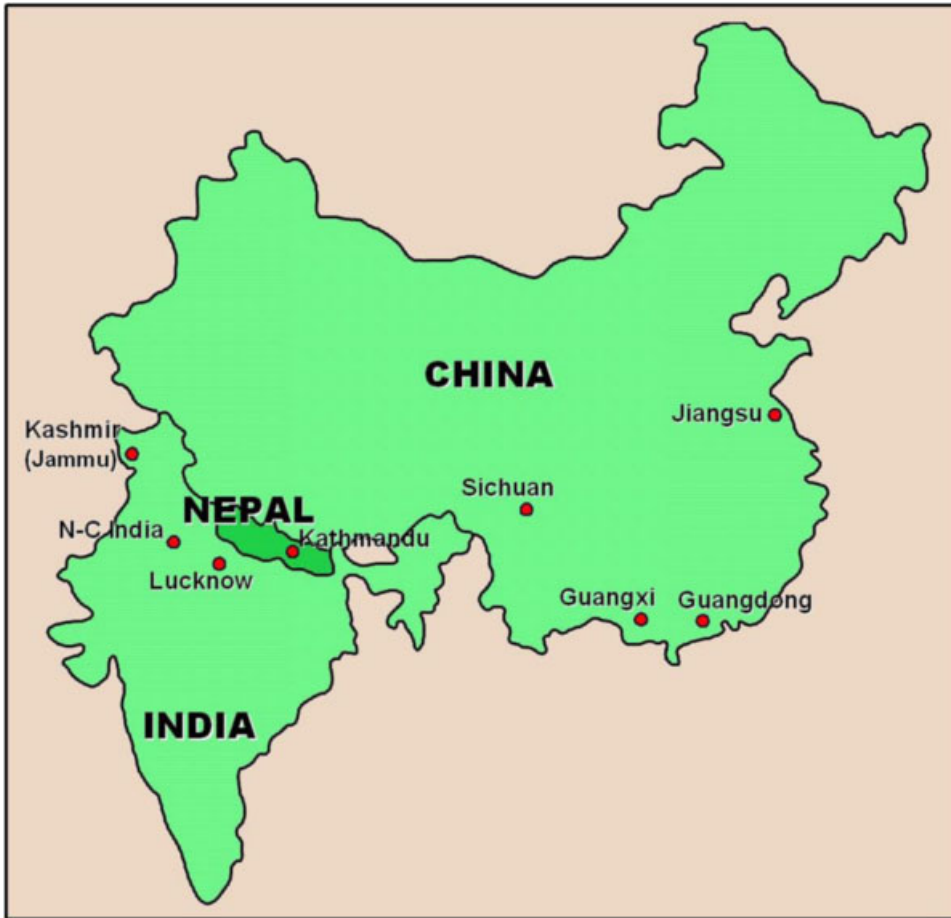 CHINA
Jiangsu
Kashmir
(Jammu)
Sichuan
NEPAL
N-C India
Kathmandu
Lucknow
Guangxi
Guangdong
INDIA